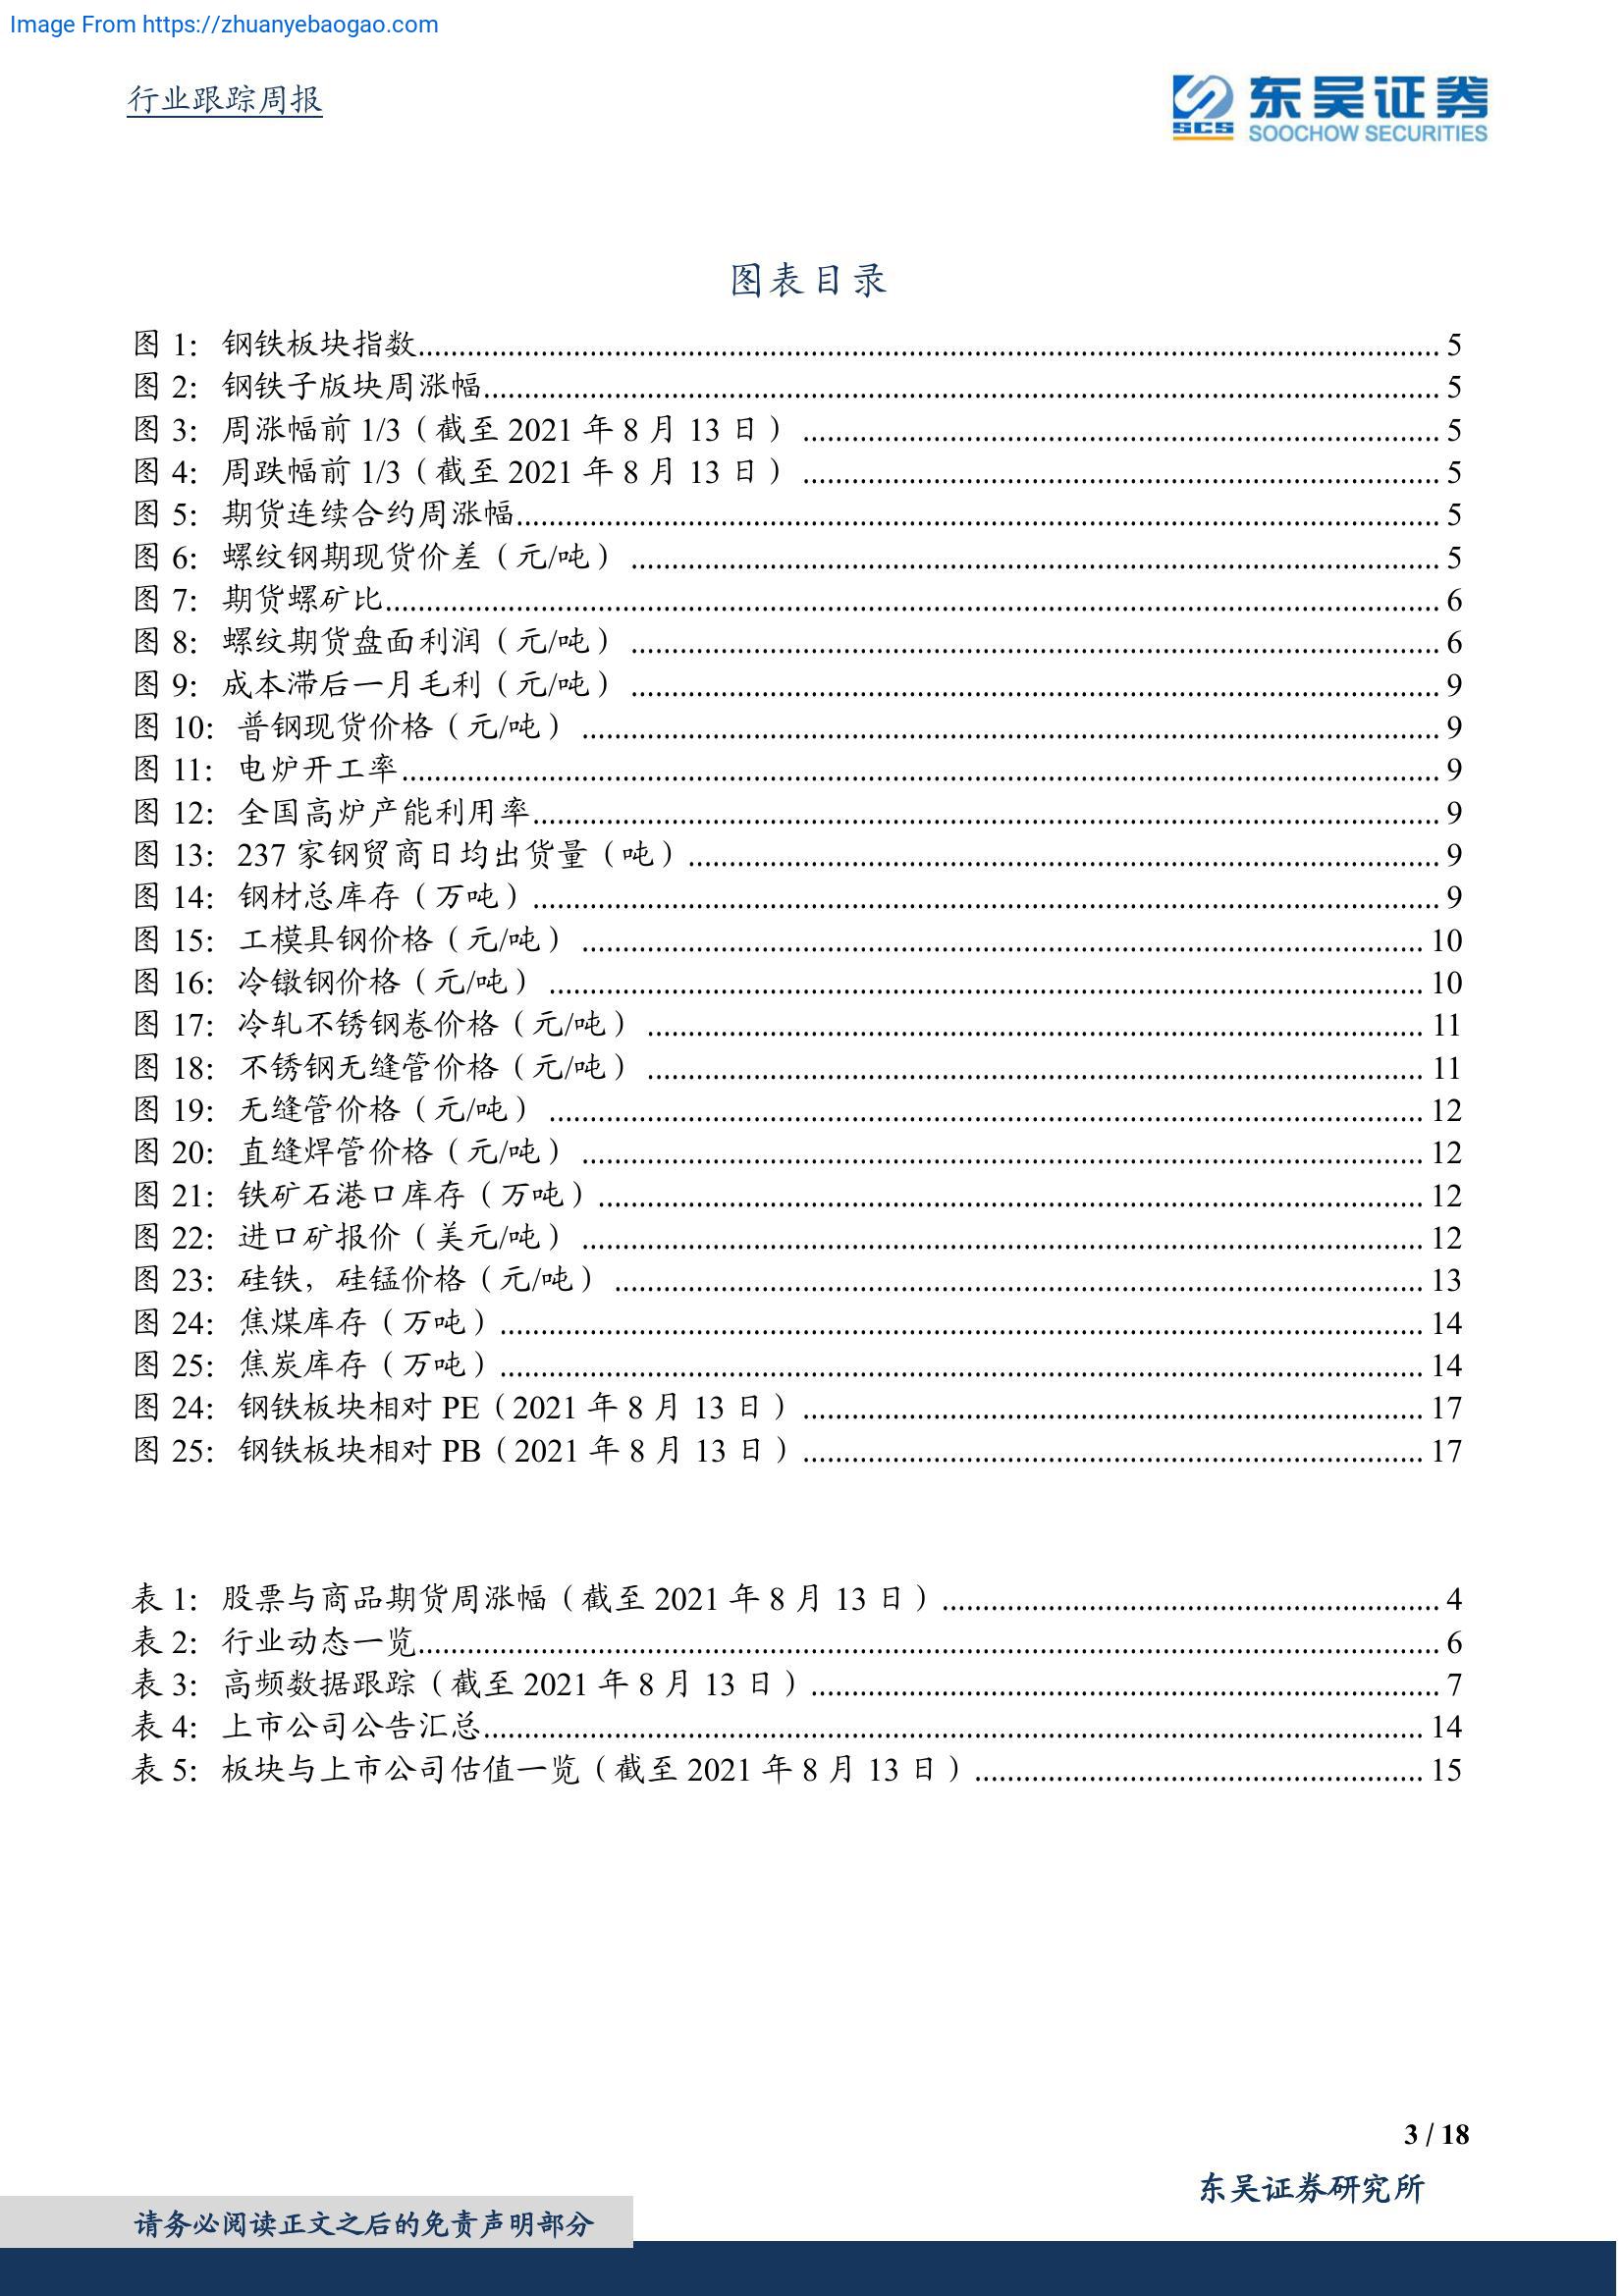 Image From https://zhuanyebaogao.com
行业跟踪周报
SCS 东吴证券
SOOCHOW SECURITIES
图表目录
图 1：钢铁板块指数 5
图 2：钢铁子版块周涨幅 5
图 3：周涨幅前 1/3（截至 2021 年 8 月 13 日） 5
图 4：周跌幅前 1/3（截至 2021 年 8 月 13 日） 5
图 5：期货连续合约周涨幅 5
图 6：螺纹钢期现货价差（元/吨） 5
图 7：期货螺矿比 6
图 8：螺纹期货盘面利润（元/吨） 6
图 9：成本滞后一月毛利（元/吨） 9
图 10：普钢现货价格（元/吨） 9
图 11：电炉开工率 9
图 12：全国高炉产能利用率 9
图 13：237 家钢贸商日均出货量（吨） 9
图 14：钢材总库存（万吨） 9
图 15：工模具钢价格（元/吨） 10
图 16：冷镦钢价格（元/吨） 10
图 17：冷轧不锈钢卷价格（元/吨） 11
图 18：不锈钢无缝管价格（元/吨） 11
图 19：无缝管价格（元/吨） 12
图 20：直缝焊管价格（元/吨） 12
图 21：铁矿石港口库存（万吨） 12
图 22：进口矿报价（美元/吨） 12
图 23：硅铁，硅锰价格（元/吨） 13
图 24：焦煤库存（万吨） 14
图 25：焦炭库存（万吨） 14
图 24：钢铁板块相对 PE（2021 年 8 月 13 日） 17
图 25：钢铁板块相对 PB（2021 年 8 月 13 日） 17
表 1：股票与商品期货周涨幅（截至 2021 年 8 月 13 日） 4
表 2：行业动态一览 6
表 3：高频数据跟踪（截至 2021 年 8 月 13 日） 7
表 4：上市公司公告汇总 14
表 5：板块与上市公司估值一览（截至 2021 年 8 月 13 日） 15
3 / 18
东吴证券研究所
请务必阅读正文之后的免责声明部分